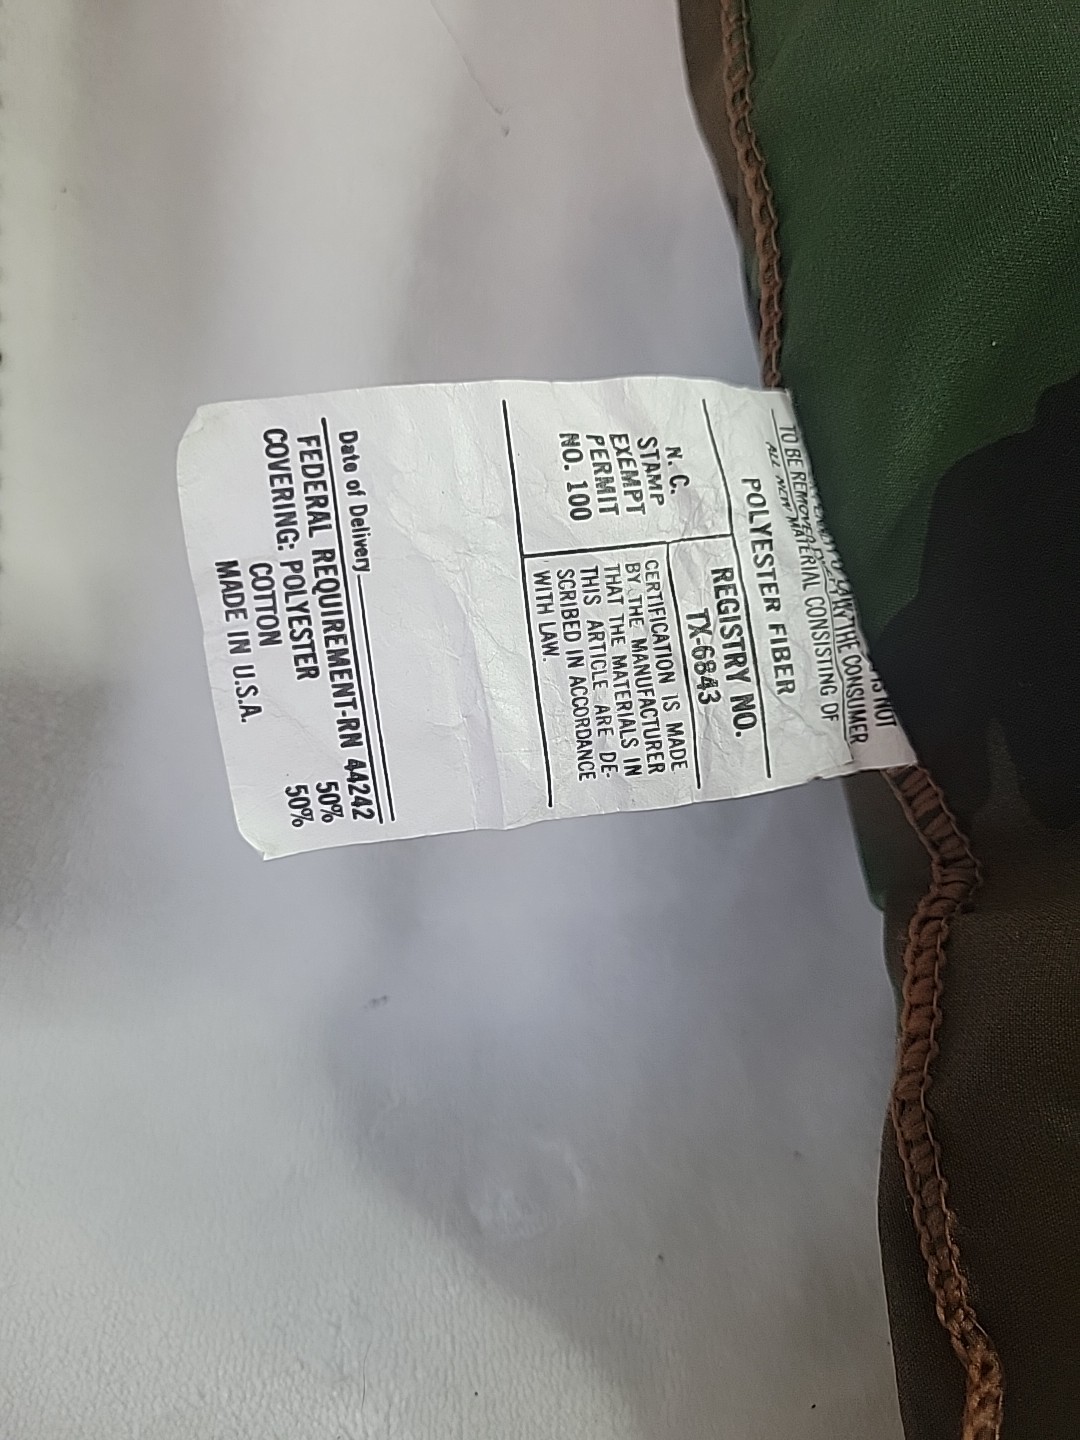 IS NOT
TO BE REMOVED BY THE CONSUMER
ALL NEW MATERIAL CONSISTING OF
POLYESTER FIBER
REGISTRY NO.
TX-6843
N. C.
STAMP
EXEMPT
PERMIT
NO. 100
CERTIFICATION IS MADE
BY THE MANUFACTURER
THAT THE MATERIALS IN
THIS ARTICLE ARE DE-
SCRIBED IN ACCORDANCE
WITH LAW.
Date of Delivery
FEDERAL REQUIREMENT-RN 44242
COVERING: POLYESTER 50%
COTTON 50%
MADE IN U.S.A.